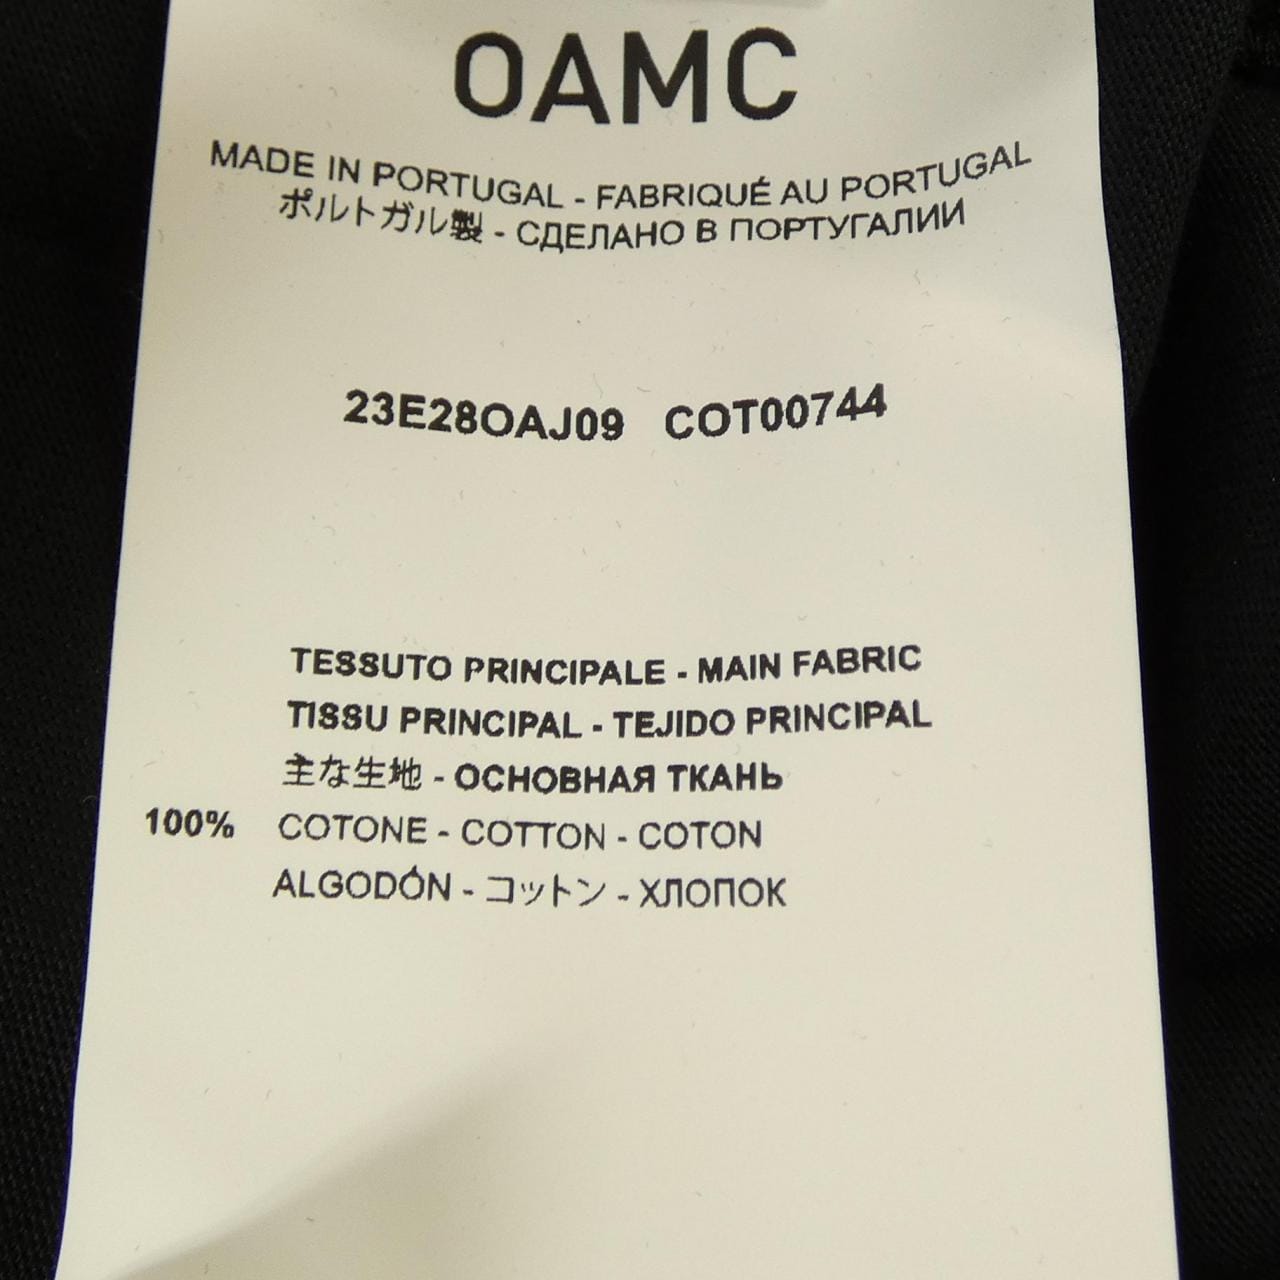 OAMC
MADE IN PORTUGAL - FABRIQUÉ AU PORTUGAL
ポルトガル製 - СДЕЛАНО В ПОРТУГАЛИИ
23E28OAJ09 COT00744
TESSUTO PRINCIPALE - MAIN FABRIC
TISSU PRINCIPAL - TEJIDO PRINCIPAL
主な生地 - ОСНОВНАЯ ТКАНЬ
100% COTONE - COTTON - COTON
ALGODÓN - コットン - ХЛОПОК